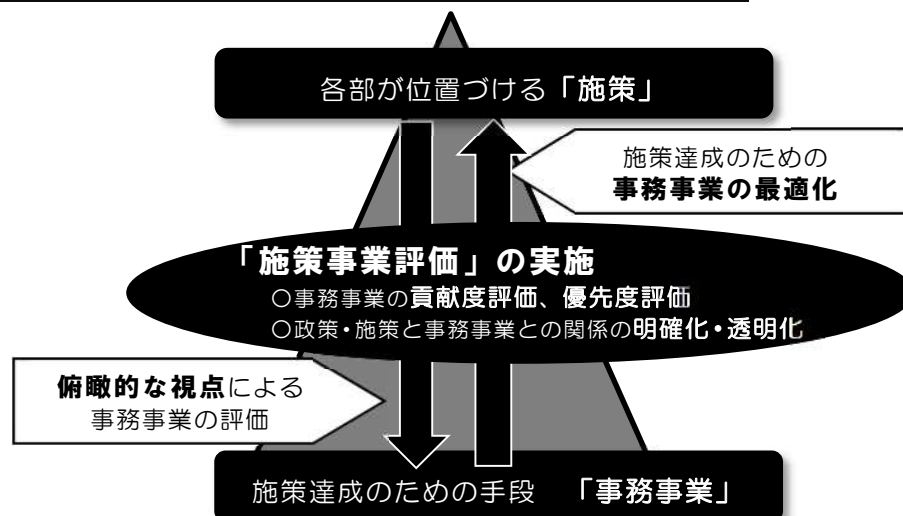 各部が位置づける「施策」
施策達成のための
事務事業の最適化
「施策事業評価」の実施
○事務事業の貢献度評価、優先度評価
○政策・施策と事務事業との関係の明確化・透明化
俯瞰的な視点による
事務事業の評価
施策達成のための手段 「事務事業」